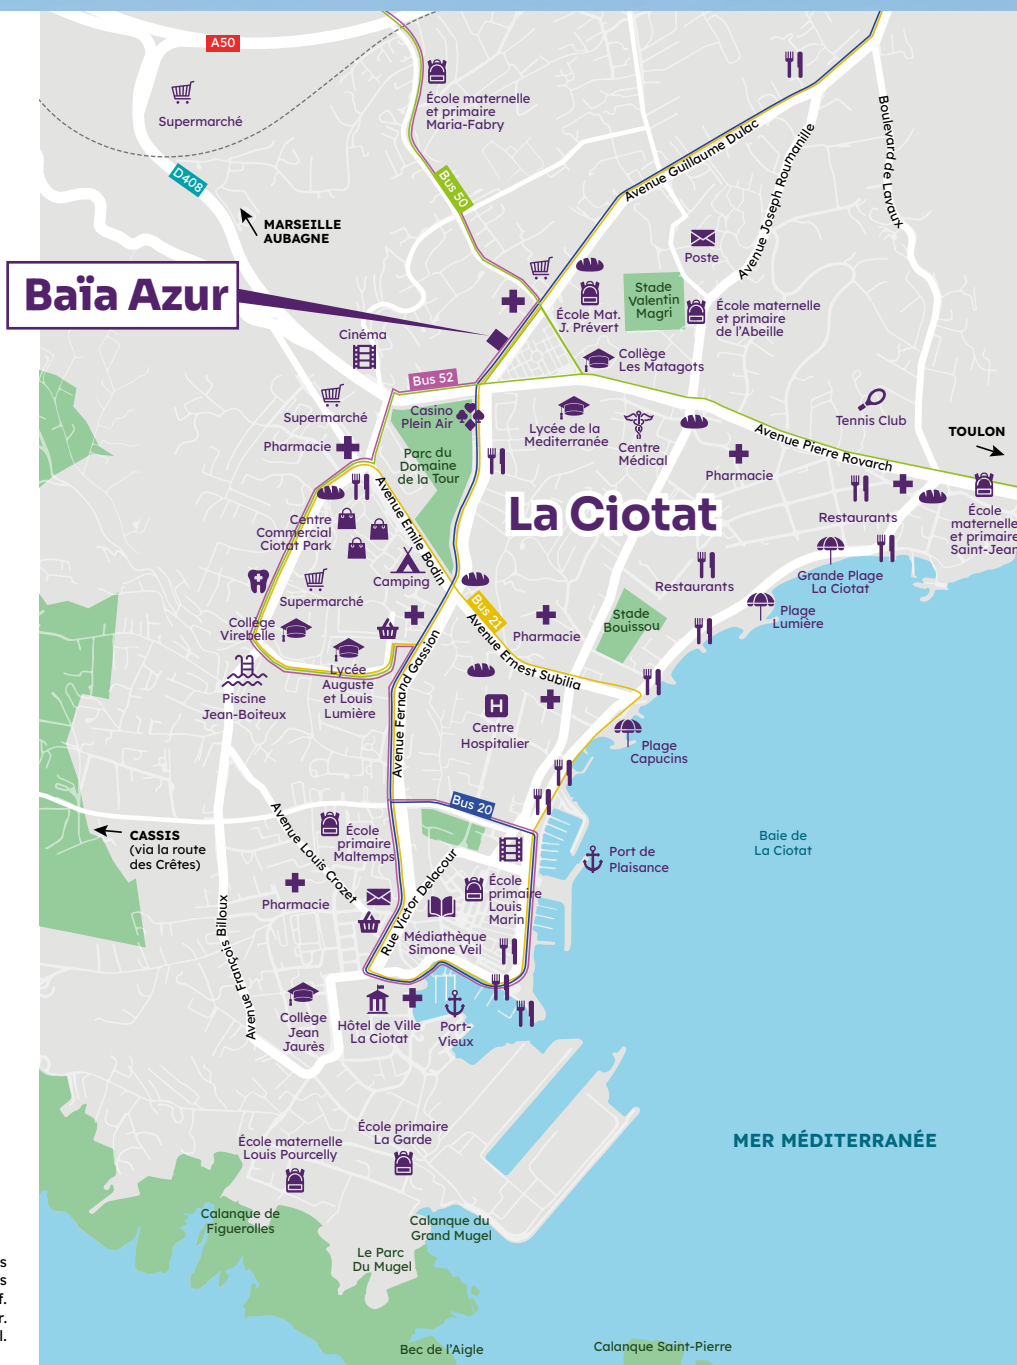 A50
Supermarché
École maternelle
et primaire
Maria-Fabry
D408
Bus 50
MARSEILLE
AUBAGNE
Avenue Guillaume Dulac
Avenue Joseph Roumanille
Boulevard de Lavaux
Poste
Baïa Azur
Stade
Valentin
Magri
École Mat.
J. Prévert
École maternelle
et primaire
de l'Abeille
Cinéma
Collège
Les Matagots
Bus 52
Supermarché
Casino
Plein Air
Lycée de la
Mediterranée
Centre
Médical
Tennis Club
TOULON
Avenue Pierre Rovarch
Pharmacie
Parc du
Domaine
de la Tour
Pharmacie
Avenue Emile Bodin
La Ciotat
Restaurants
École
maternelle
et primaire
Saint-Jean
Centre
Commercial
Ciotat Park
Camping
Supermarché
Restaurants
Grande Plage
La Ciotat
Plage
Lumière
Bus 21
Collège
Virebelle
Pharmacie
Stade
Bouissou
Avenue Ernest Subilia
Avenue Fernand Gassion
Lycée
Auguste
et Louis
Lumière
Piscine
Jean-Boiteux
Centre
Hospitalier
Plage
Capucins
Bus 20
Avenue Louis Crozet
CASSIS
(via la route
des Crêtes)
École
primaire
Maltemps
Baie de
La Ciotat
Port de
Plaisance
Rue Victor Delacour
École
primaire
Louis
Marin
Pharmacie
Avenue François Billoux
Médiathèque
Simone Veil
Collège
Jean
Jaurès
Hôtel de Ville
La Ciotat
Port-
Vieux
École primaire
La Garde
École maternelle
Louis Pourcelly
MER MÉDITERRANÉE
Calanque de
Figuerolles
Calanque du
Grand Mugel
Le Parc
Du Mugel
s
s
f.
r.
l.
Bec de l'Aigle
Calanque Saint-Pierre